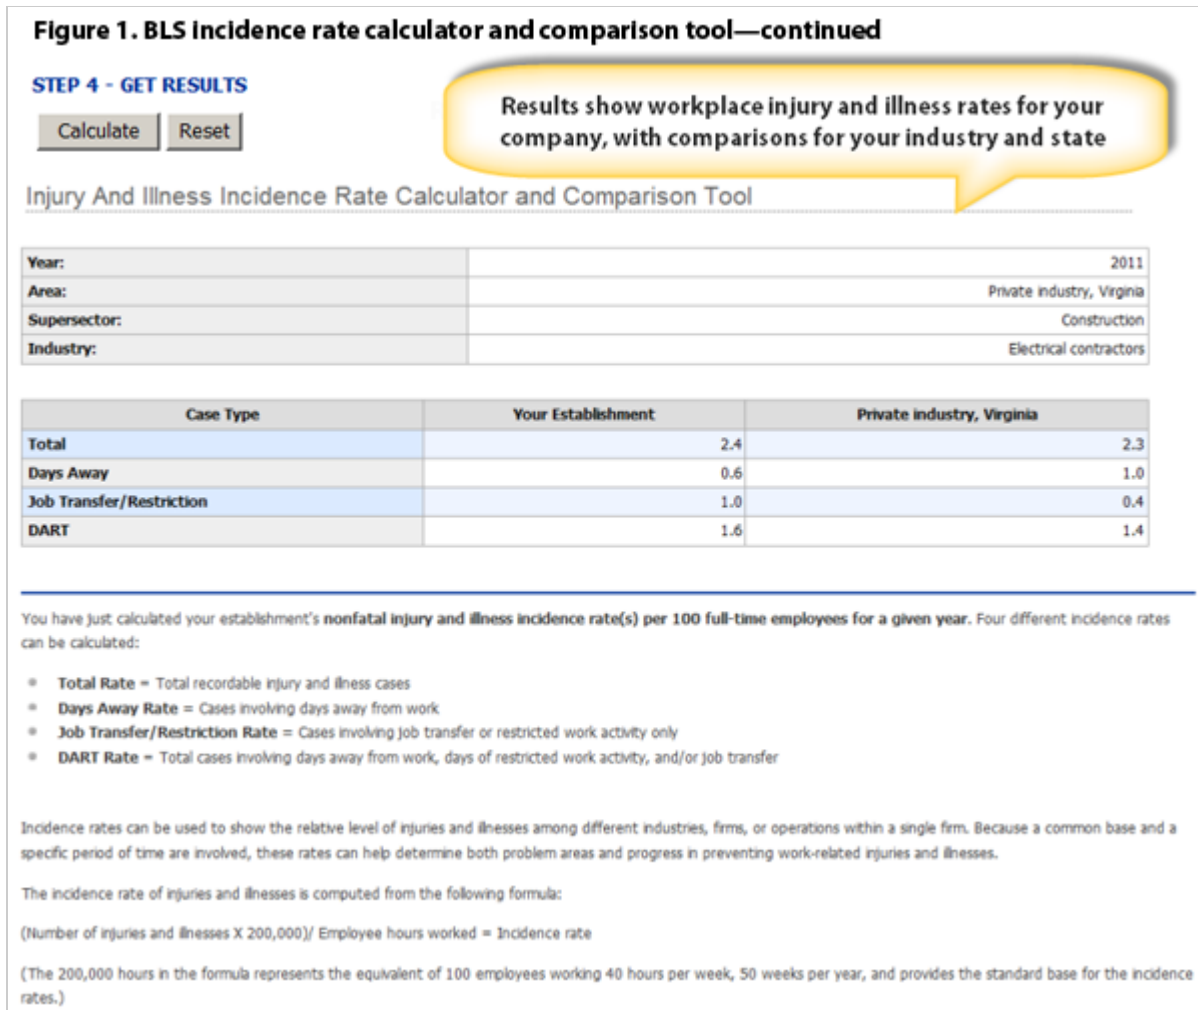 Figure 1. BLS incidence rate calculator and comparison tool—continued
STEP 4 - GET RESULTS
Calculate Reset
Results show workplace injury and illness rates for your
company, with comparisons for your industry and state
Injury And Illness Incidence Rate Calculator and Comparison Tool
Year: 2011
Area: Private industry, Virginia
Supersector: Construction
Industry: Electrical contractors
Case Type Your Establishment Private industry, Virginia
Total 2.4 2.3
Days Away 0.6 1.0
Job Transfer/Restriction 1.0 0.4
DART 1.6 1.4
You have just calculated your establishment's nonfatal injury and illness incidence rate(s) per 100 full-time employees for a given year. Four different incidence rates
can be calculated:
Total Rate = Total recordable injury and illness cases
Days Away Rate = Cases involving days away from work
Job Transfer/Restriction Rate = Cases involving job transfer or restricted work activity only
DART Rate = Total cases involving days away from work, days of restricted work activity, and/or job transfer
Incidence rates can be used to show the relative level of injuries and illnesses among different industries, firms, or operations within a single firm. Because a common base and a
specific period of time are involved, these rates can help determine both problem areas and progress in preventing work-related injuries and illnesses.
The incidence rate of injuries and illnesses is computed from the following formula:
(Number of injuries and illnesses X 200,000)/ Employee hours worked = Incidence rate
(The 200,000 hours in the formula represents the equivalent of 100 employees working 40 hours per week, 50 weeks per year, and provides the standard base for the incidence
rates.)